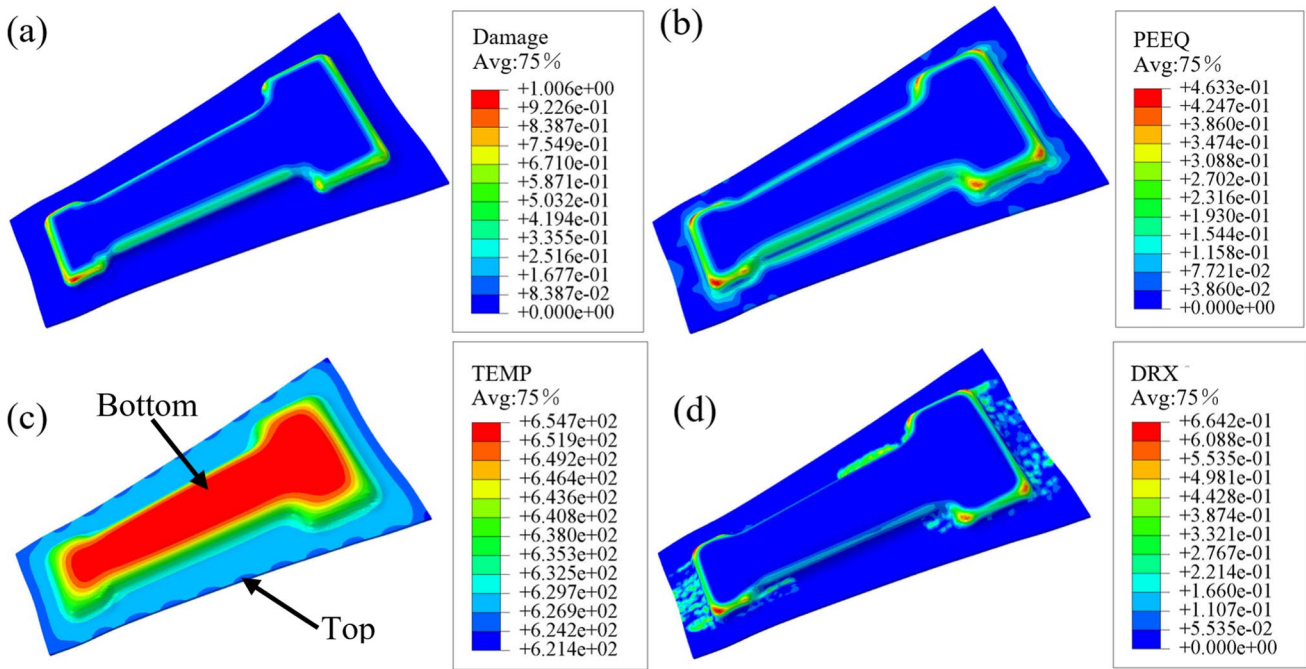 (a)
Damage
Avg:75%
+1.006e+00
+9.226e-01
+8.387e-01
+7.549e-01
+6.710e-01
+5.871e-01
+5.032e-01
+4.194e-01
+3.355e-01
+2.516e-01
+1.677e-01
+8.387e-02
+0.000e+00
(b)
PEEQ
Avg:75%
+4.633e-01
+4.247e-01
+3.860e-01
+3.474e-01
+3.088e-01
+2.702e-01
+2.316e-01
+1.930e-01
+1.544e-01
+1.158e-01
+7.721e-02
+3.860e-02
+0.000e+00
(c)
Bottom
Top
TEMP
Avg:75%
+6.547e+02
+6.519e+02
+6.492e+02
+6.464e+02
+6.436e+02
+6.408e+02
+6.380e+02
+6.353e+02
+6.325e+02
+6.297e+02
+6.269e+02
+6.242e+02
+6.214e+02
(d)
DRX
Avg:75%
+6.642e-01
+6.088e-01
+5.535e-01
+4.981e-01
+4.428e-01
+3.874e-01
+3.321e-01
+2.767e-01
+2.214e-01
+1.660e-01
+1.107e-01
+5.535e-02
+0.000e+00